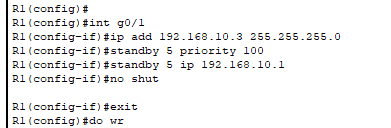 R1(config)#
R1(config)#int g0/1
R1(config-if)#ip add 192.168.10.3 255.255.255.0
R1(config-if)#standby 5 priority 100
R1(config-if)#standby 5 ip 192.168.10.1
R1(config-if)#no shut
R1(config-if)#exit
R1(config)#do wr